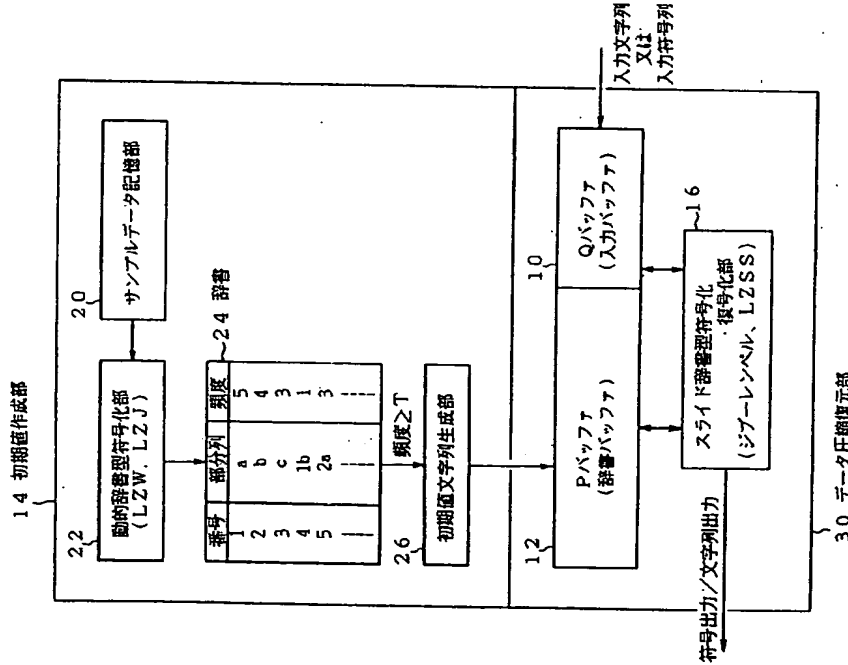 14 初期値作成部
20
サンプルデータ記憶部
22
動的辞書型符号化部
(LZW、LZJ)
24 辞書
番号 部分列 頻度
1 a 5
2 b 4
3 c 3
4 1b 1
5 2a 3
頻度≥T
26
初期値文字列生成部
入力文字列
又は
入力符号列
10
Qバッファ
(入力バッファ)
12
Pバッファ
(辞書バッファ)
16
スライド辞書型符号化
・復号化部
(ジブーレンペル、LZSS)
符号出力/文字列出力
30 データ圧縮復元部